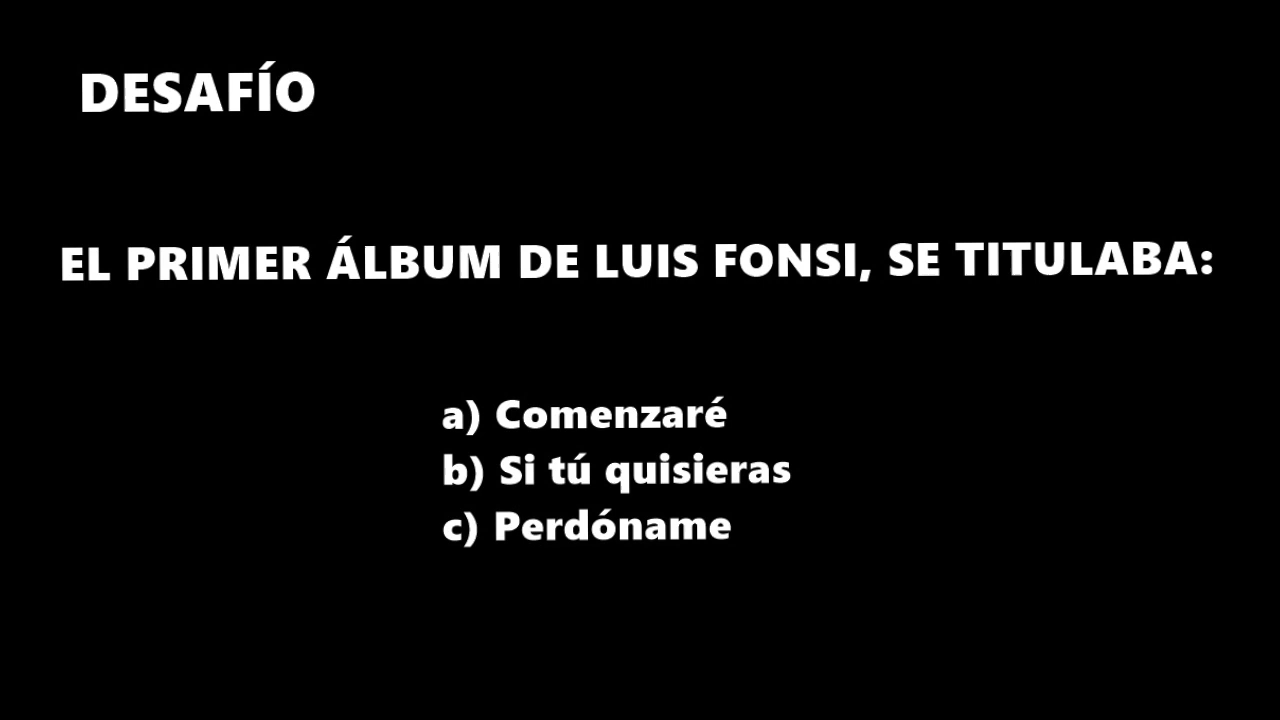 DESAFÍO
EL PRIMER ÁLBUM DE LUIS FONSI, SE TITULABA:
a) Comenzaré
b) Si tú quisieras
c) Perdóname